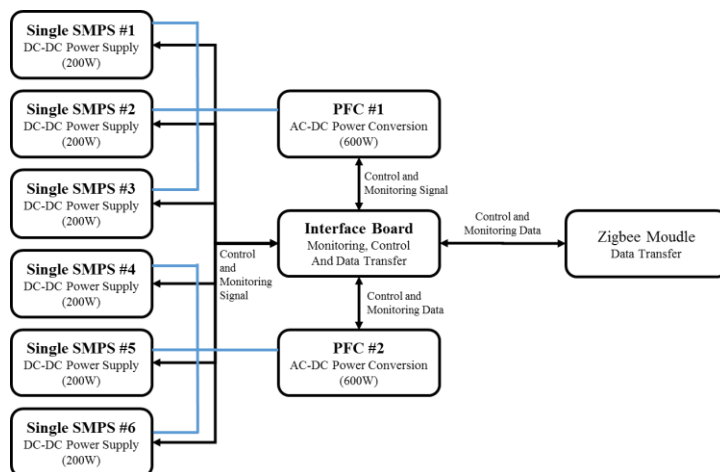 Single SMPS #1
DC-DC Power Supply
(200W)
Single SMPS #2
DC-DC Power Supply
(200W)
Single SMPS #3
DC-DC Power Supply
(200W)
Single SMPS #4
DC-DC Power Supply
(200W)
Single SMPS #5
DC-DC Power Supply
(200W)
Single SMPS #6
DC-DC Power Supply
(200W)
Control
and
Monitoring
Signal
PFC #1
AC-DC Power Conversion
(600W)
Control and
Monitoring Signal
Interface Board
Monitoring, Control
And Data Transfer
Control and
Monitoring Data
PFC #2
AC-DC Power Conversion
(600W)
Control and
Monitoring Data
Zigbee Moudle
Data Transfer